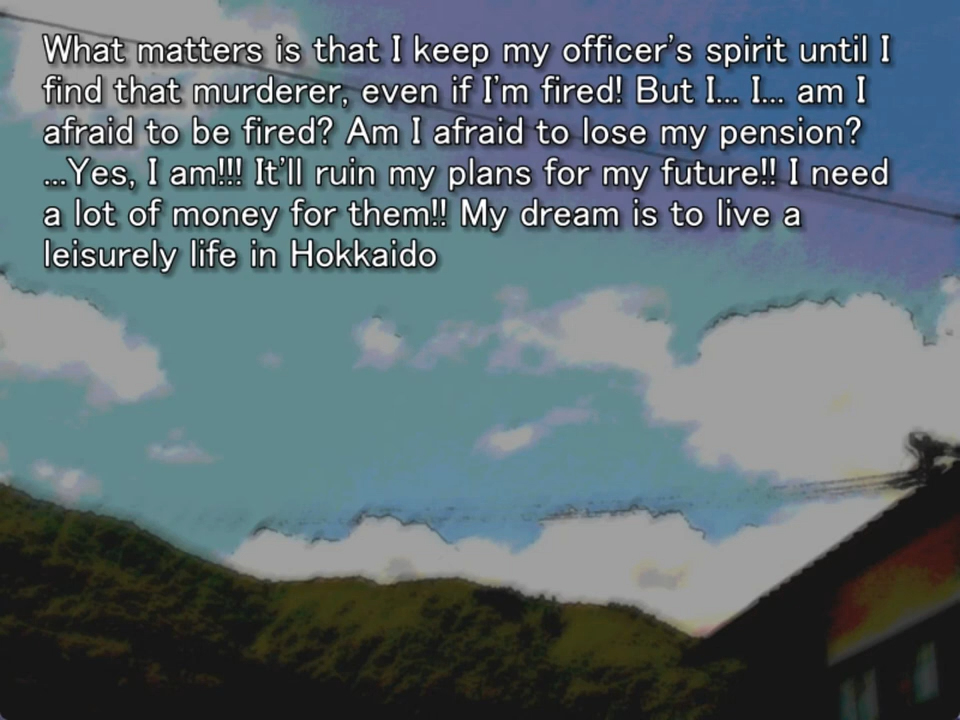 What matters is that I keep my officer's spirit until I
find that murderer, even if I'm fired! But I... I... am I
afraid to be fired? Am I afraid to lose my pension?
...Yes, I am!!! It'll ruin my plans for my future!! I need
a lot of money for them!! My dream is to live a
leisurely life in Hokkaido